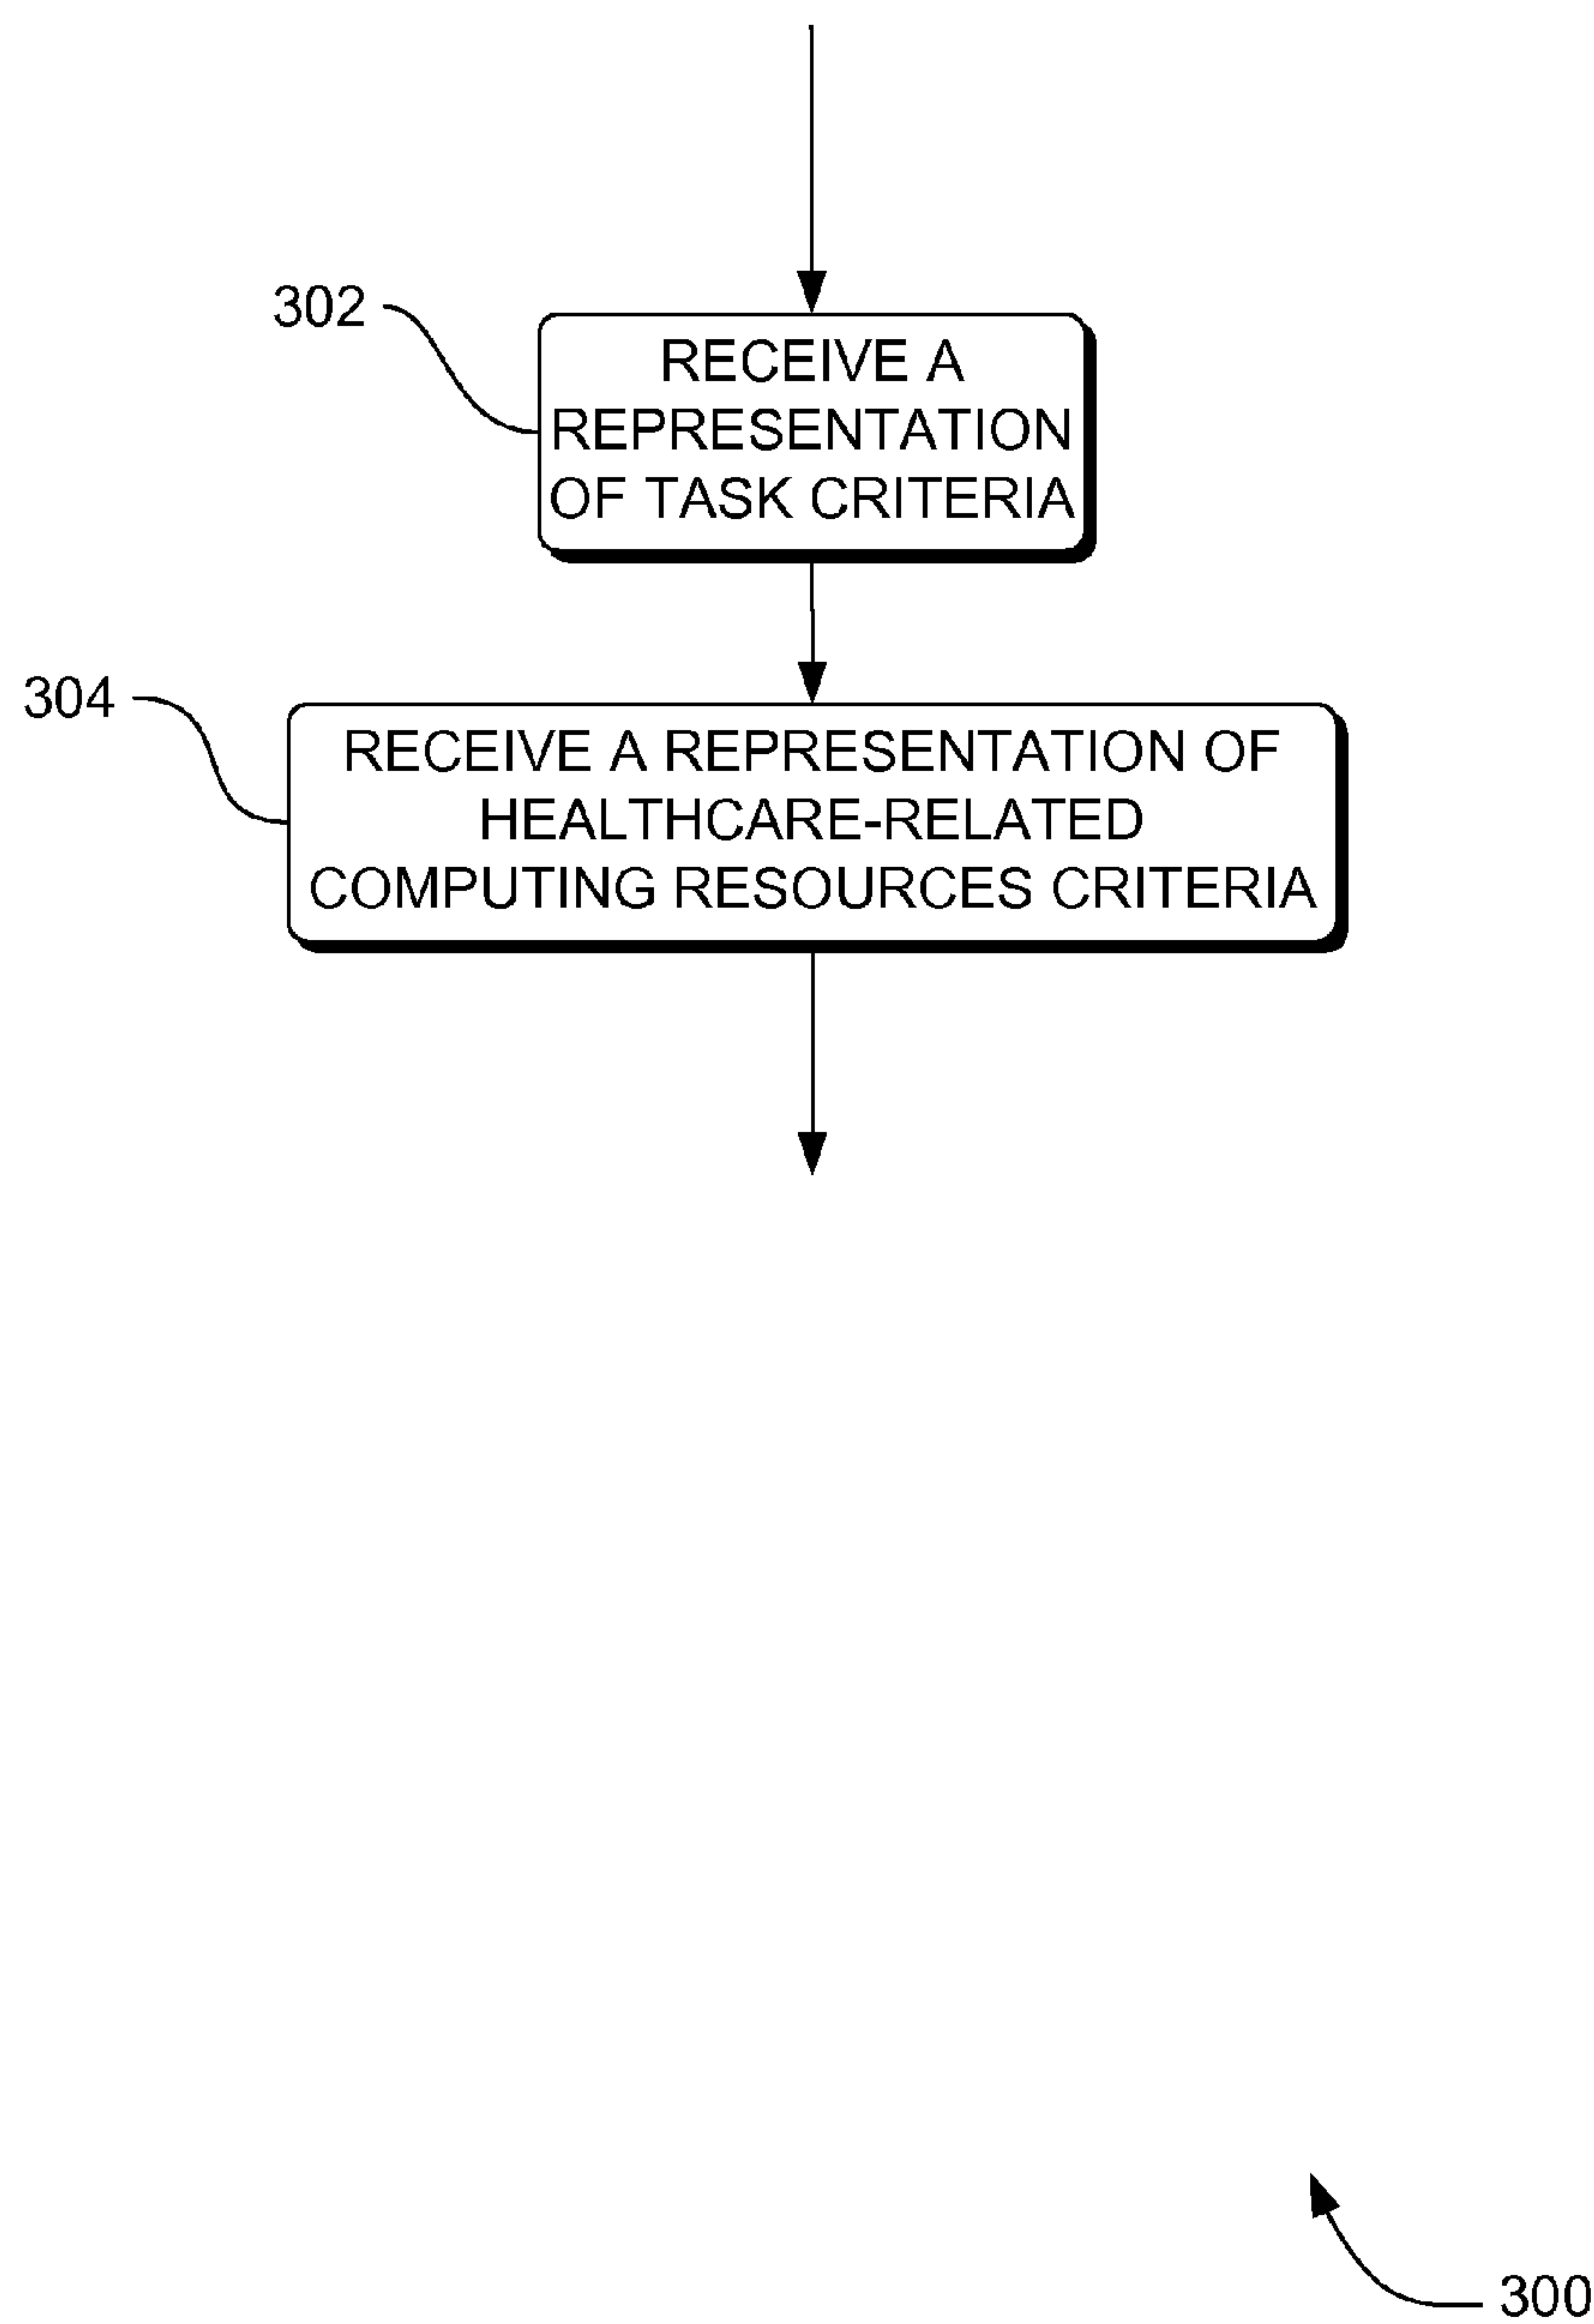 302
RECEIVE A
REPRESENTATION
OF TASK CRITERIA
304
RECEIVE A REPRESENTATION OF
HEALTHCARE-RELATED
COMPUTING RESOURCES CRITERIA
300